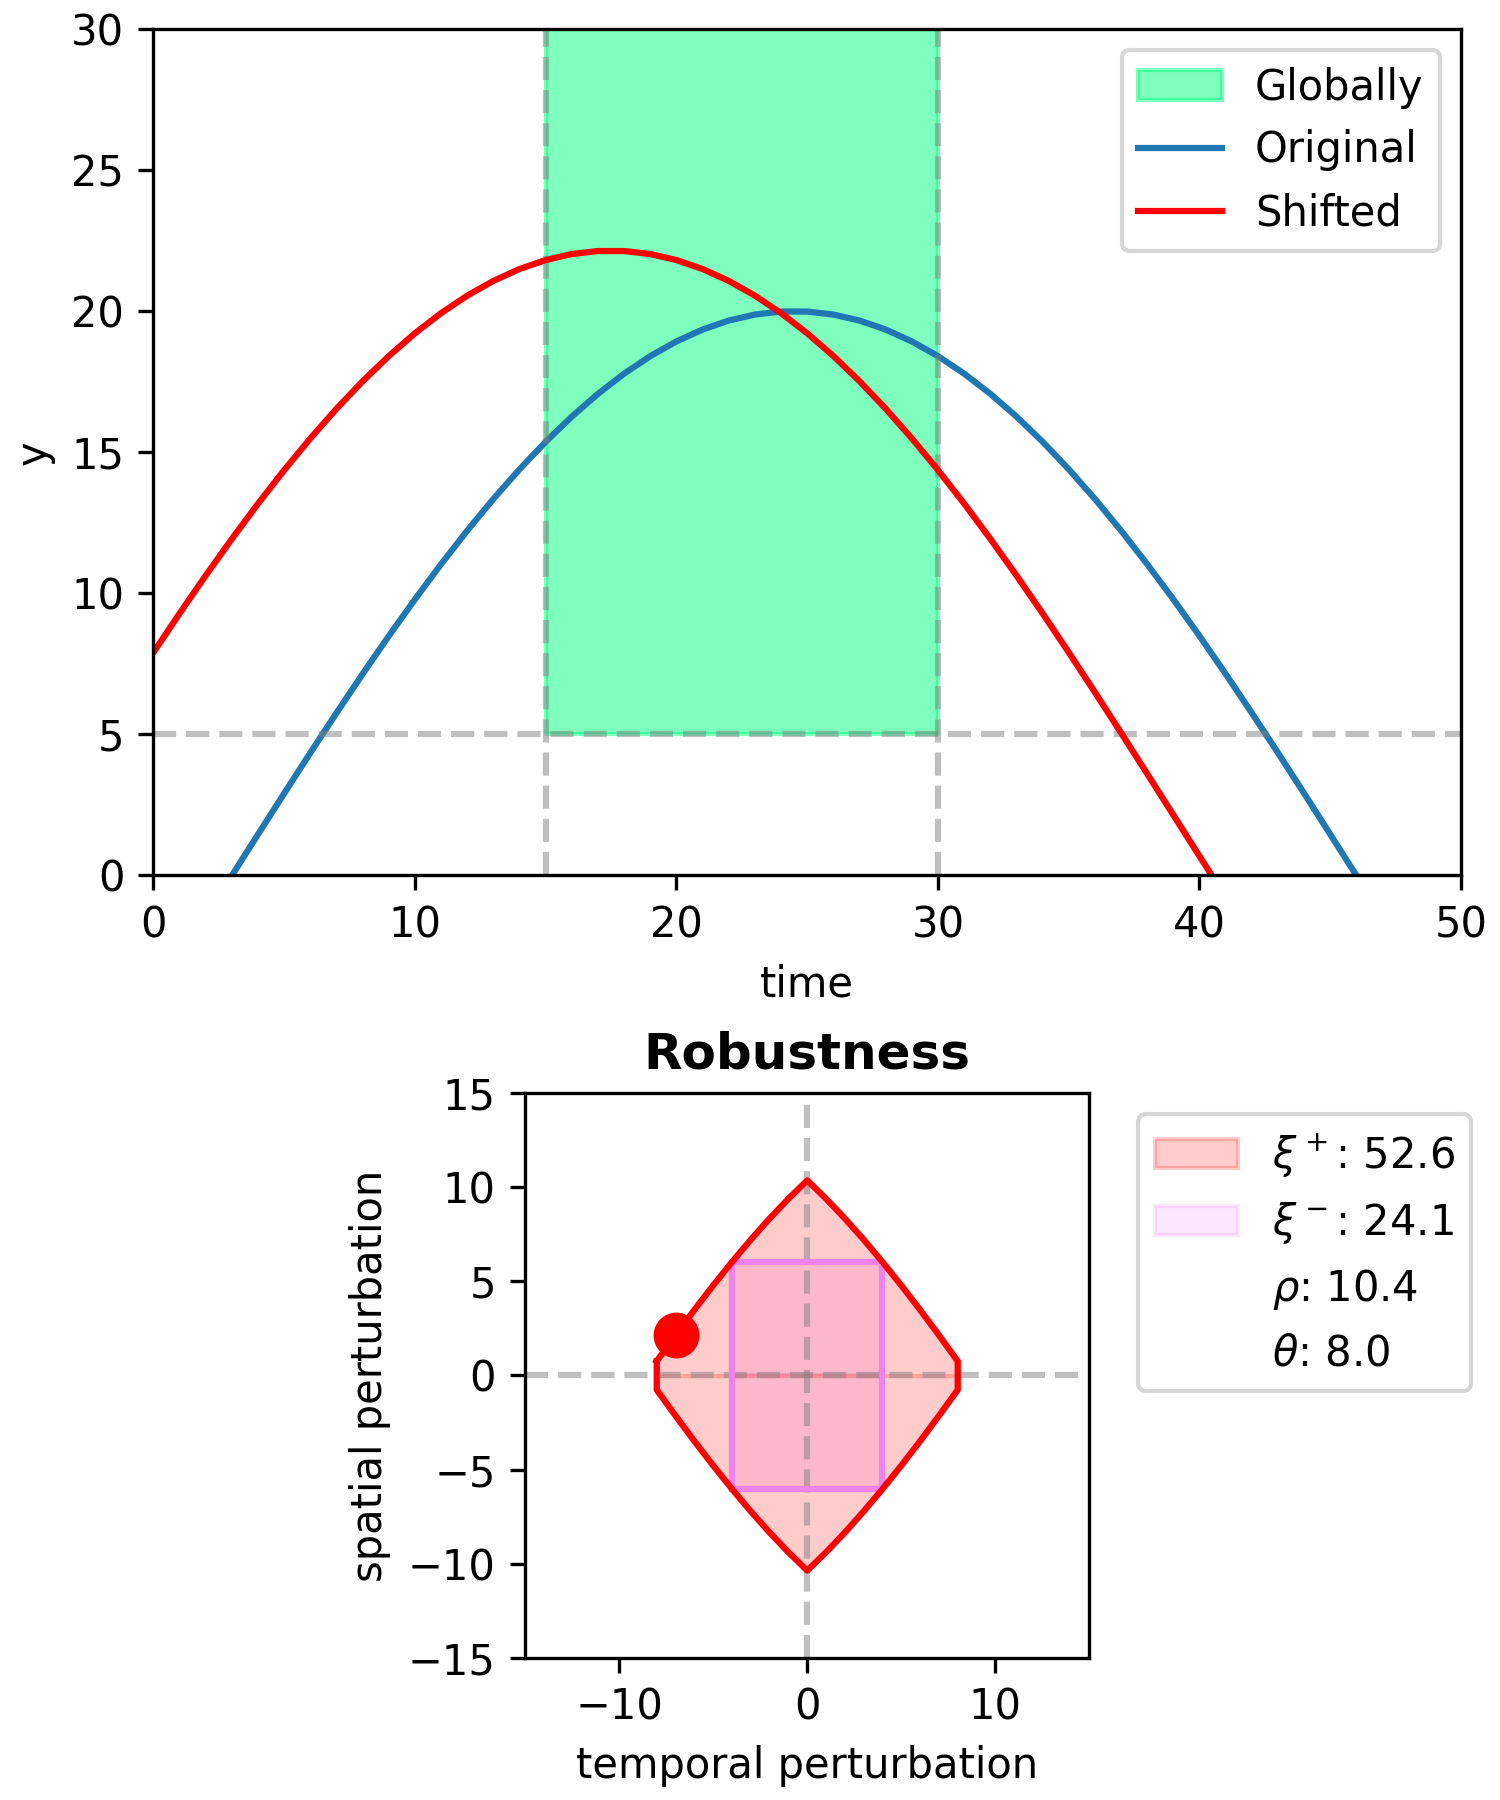 30
25
20
15
10
5
0
y
0 10 20 30 40 50
time
Globally
Original
Shifted
Robustness
15
10
5
0
−5
−10
−15
spatial perturbation
−10 0 10
temporal perturbation
ξ⁺: 52.6
ξ⁻: 24.1
ρ: 10.4
θ: 8.0